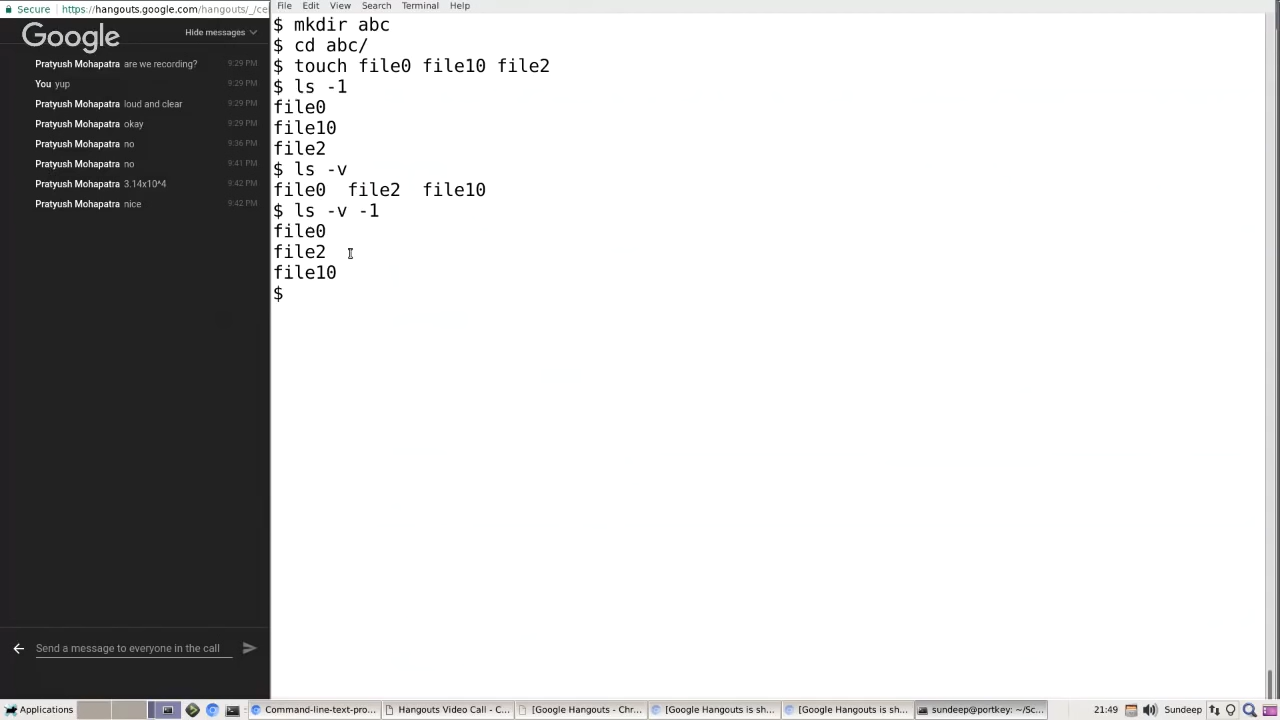 Secure https://hangouts.google.com/hangouts/_/ce
Google
Hide messages
Pratyush Mohapatra are we recording? 9:29 PM
You yup 9:29 PM
Pratyush Mohapatra loud and clear 9:29 PM
Pratyush Mohapatra okay 9:29 PM
Pratyush Mohapatra no 9:36 PM
Pratyush Mohapatra no 9:41 PM
Pratyush Mohapatra 3.14x10^4 9:42 PM
Pratyush Mohapatra nice 9:42 PM
Send a message to everyone in the call
File Edit View Search Terminal Help
$ mkdir abc
$ cd abc/
$ touch file0 file10 file2
$ ls -1
file0
file10
file2
$ ls -v
file0 file2 file10
$ ls -v -1
file0
file2
file10
$
Applications Command-line-text-pro... Hangouts Video Call - C... [Google Hangouts - Chr... [Google Hangouts is sh... [Google Hangouts is sh... sundeep@portkey: ~/Sc... 21:49 Sundeep